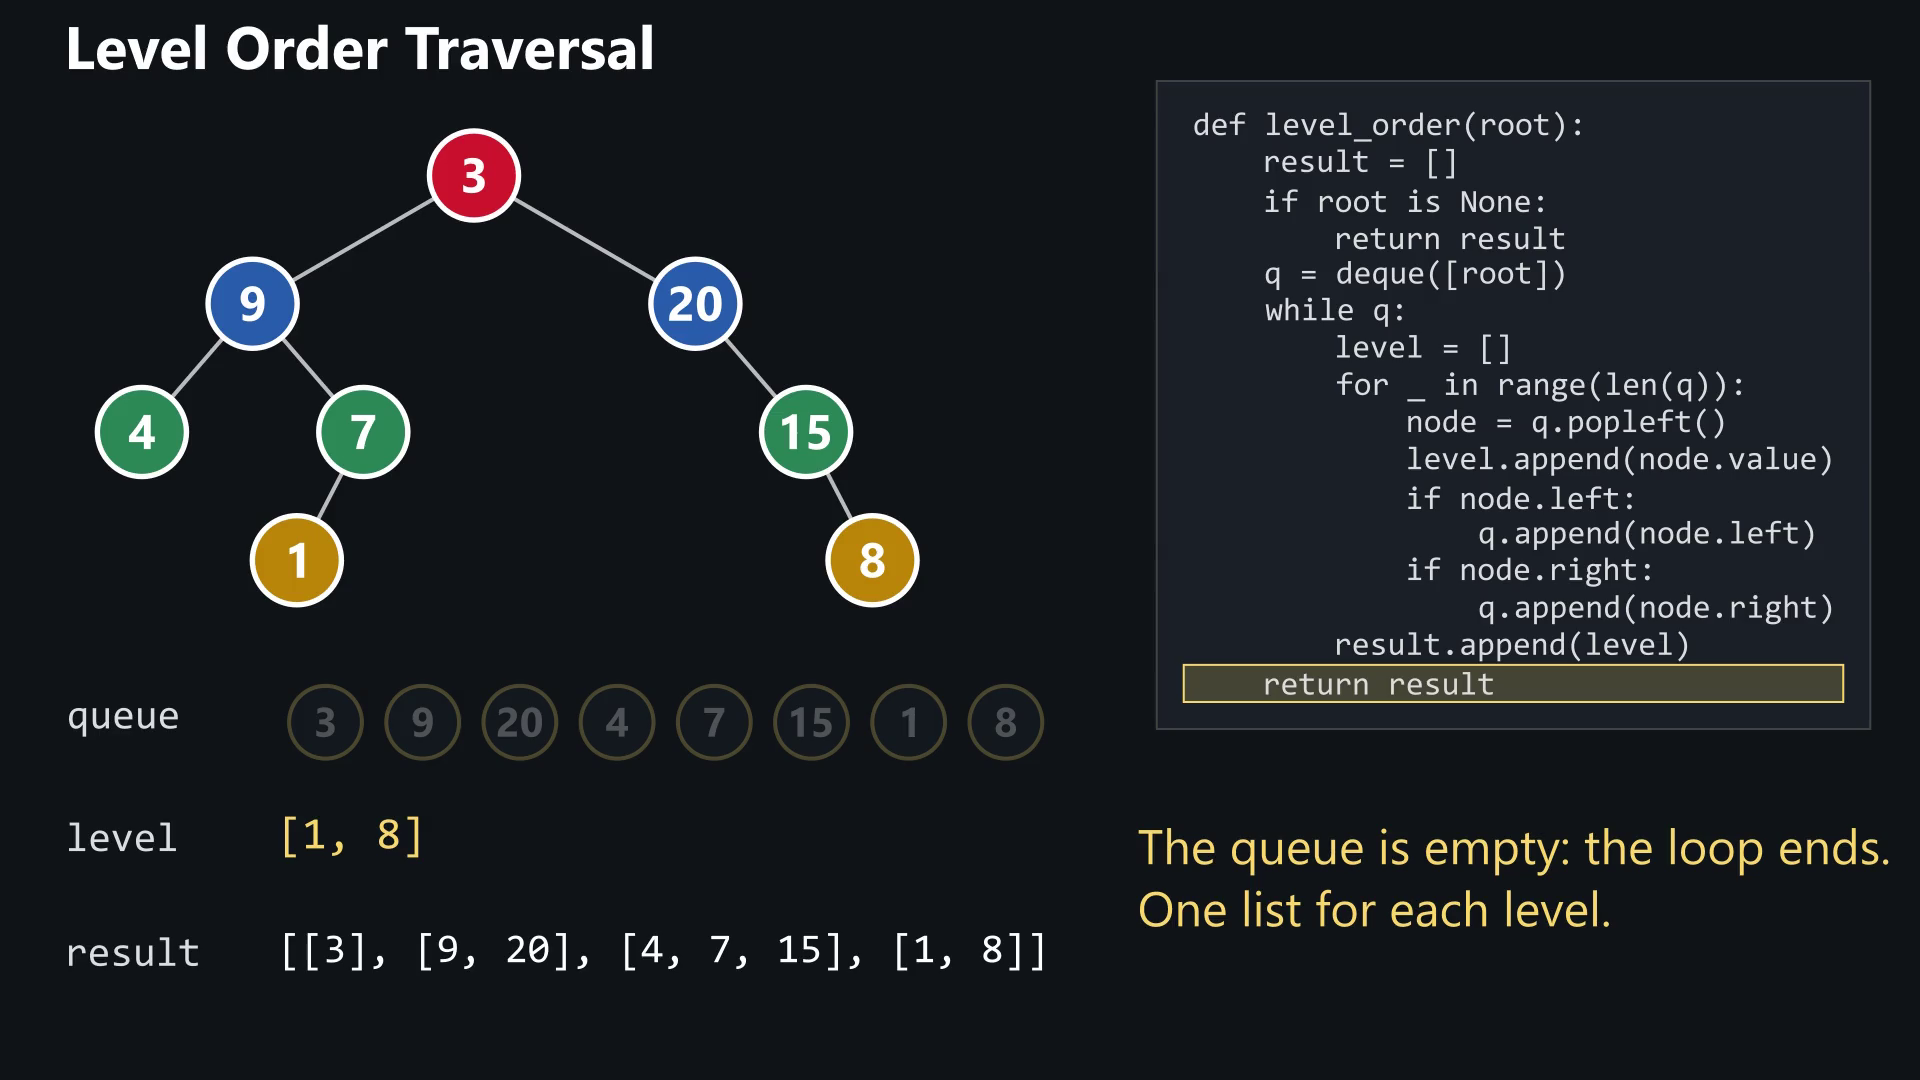 Level Order Traversal
3
9
20
4
7
15
1
8
queue
3 9 20 4 7 15 1 8
level
[1, 8]
result
[[3], [9, 20], [4, 7, 15], [1, 8]]
def level_order(root):
    result = []
    if root is None:
        return result
    q = deque([root])
    while q:
        level = []
        for _ in range(len(q)):
            node = q.popleft()
            level.append(node.value)
            if node.left:
                q.append(node.left)
            if node.right:
                q.append(node.right)
        result.append(level)
    return result
The queue is empty: the loop ends.
One list for each level.